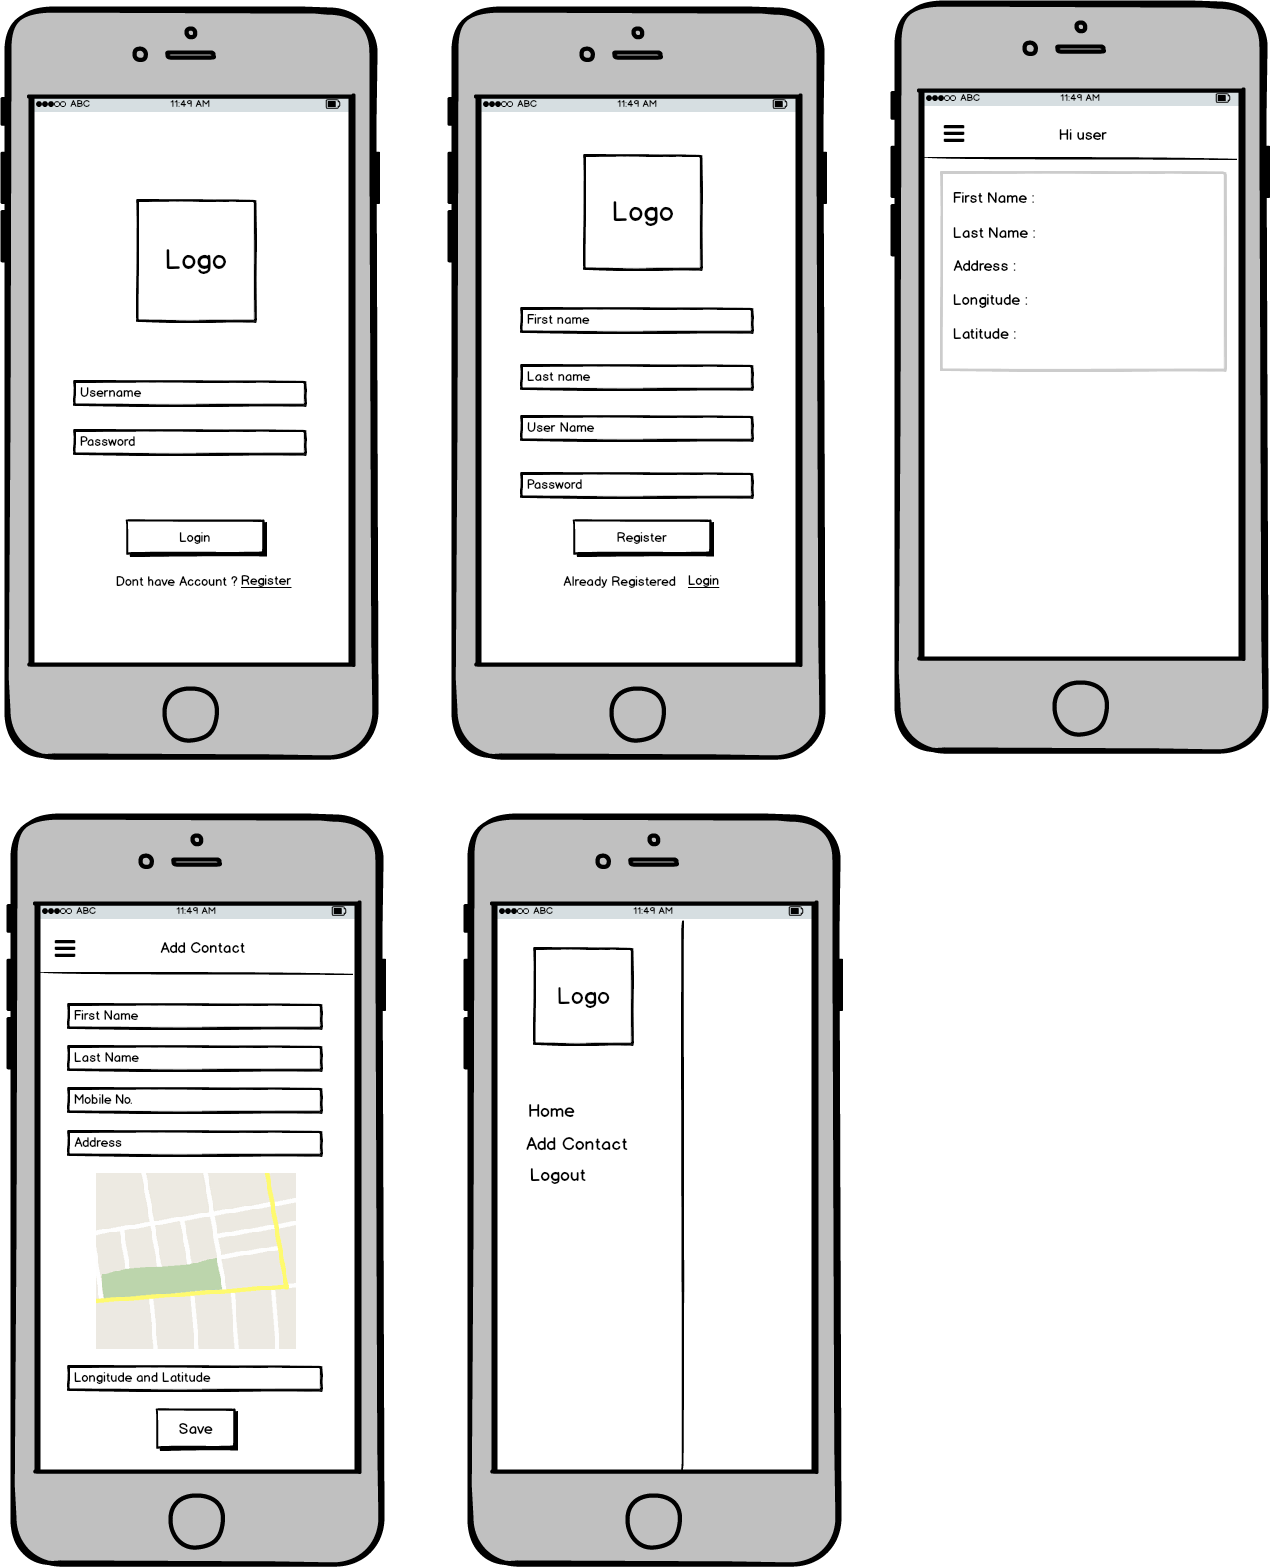 ABC 11:49 AM
Logo
Username
Password
Login
Dont have Account ? Register
ABC 11:49 AM
Logo
First name
Last name
User Name
Password
Register
Already Registered Login
ABC 11:49 AM
Hi user
First Name :
Last Name :
Address :
Longitude :
Latitude :
ABC 11:49 AM
Add Contact
First Name
Last Name
Mobile No.
Address
Longitude and Latitude
Save
ABC 11:49 AM
Logo
Home
Add Contact
Logout